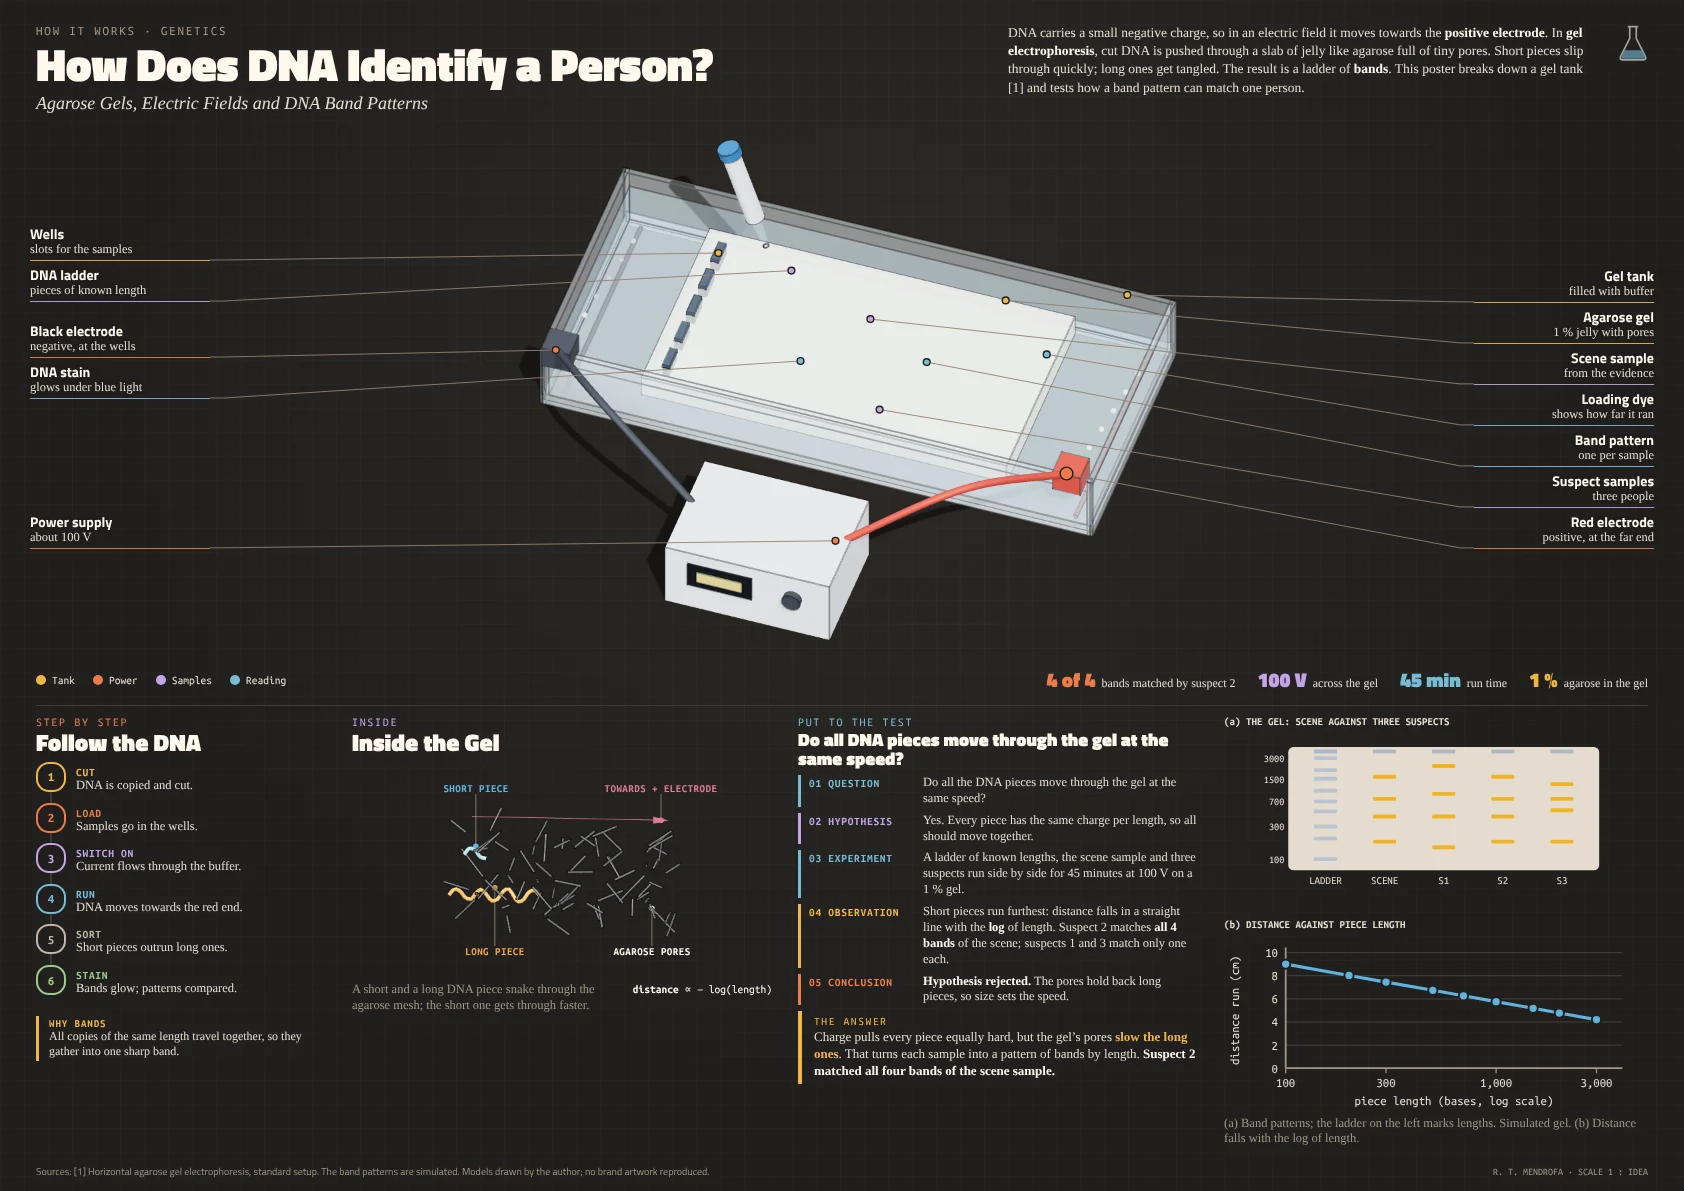 HOW IT WORKS · GENETICS
How Does DNA Identify a Person?
Agarose Gels, Electric Fields and DNA Band Patterns
DNA carries a small negative charge, so in an electric field it moves towards the positive electrode. In gel
electrophoresis, cut DNA is pushed through a slab of jelly like agarose full of tiny pores. Short pieces slip
through quickly; long ones get tangled. The result is a ladder of bands. This poster breaks down a gel tank
[1] and tests how a band pattern can match one person.
Wells
slots for the samples
DNA ladder
pieces of known length
Black electrode
negative, at the wells
DNA stain
glows under blue light
Power supply
about 100 V
Gel tank
filled with buffer
Agarose gel
1 % jelly with pores
Scene sample
from the evidence
Loading dye
shows how far it ran
Band pattern
one per sample
Suspect samples
three people
Red electrode
positive, at the far end
Tank Power Samples Reading
4 of 4 bands matched by suspect 2 100 V across the gel 45 min run time 1 % agarose in the gel
STEP BY STEP
Follow the DNA
1 CUT
DNA is copied and cut.
2 LOAD
Samples go in the wells.
3 SWITCH ON
Current flows through the buffer.
4 RUN
DNA moves towards the red end.
5 SORT
Short pieces outrun long ones.
6 STAIN
Bands glow; patterns compared.
WHY BANDS
All copies of the same length travel together, so they
gather into one sharp band.
INSIDE
Inside the Gel
SHORT PIECE TOWARDS + ELECTRODE
LONG PIECE AGAROSE PORES
A short and a long DNA piece snake through the
agarose mesh; the short one gets through faster.
distance ∝ − log(length)
PUT TO THE TEST
Do all DNA pieces move through the gel at the
same speed?
01 QUESTION
Do all the DNA pieces move through the gel at the
same speed?
02 HYPOTHESIS
Yes. Every piece has the same charge per length, so all
should move together.
03 EXPERIMENT
A ladder of known lengths, the scene sample and three
suspects run side by side for 45 minutes at 100 V on a
1 % gel.
04 OBSERVATION
Short pieces run furthest: distance falls in a straight
line with the log of length. Suspect 2 matches all 4
bands of the scene; suspects 1 and 3 match only one
each.
05 CONCLUSION
Hypothesis rejected. The pores hold back long
pieces, so size sets the speed.
THE ANSWER
Charge pulls every piece equally hard, but the gel's pores slow the long
ones. That turns each sample into a pattern of bands by length. Suspect 2
matched all four bands of the scene sample.
(a) THE GEL: SCENE AGAINST THREE SUSPECTS
3000
1500
700
300
100
LADDER SCENE S1 S2 S3
(b) DISTANCE AGAINST PIECE LENGTH
distance run (cm)
10
8
6
4
2
0
100 300 1,000 3,000
piece length (bases, log scale)
(a) Band patterns; the ladder on the left marks lengths. Simulated gel. (b) Distance
falls with the log of length.
Sources: [1] Horizontal agarose gel electrophoresis, standard setup. The band patterns are simulated. Models drawn by the author; no brand artwork reproduced.
R. T. MENDROFA · SCALE 1 : IDEA